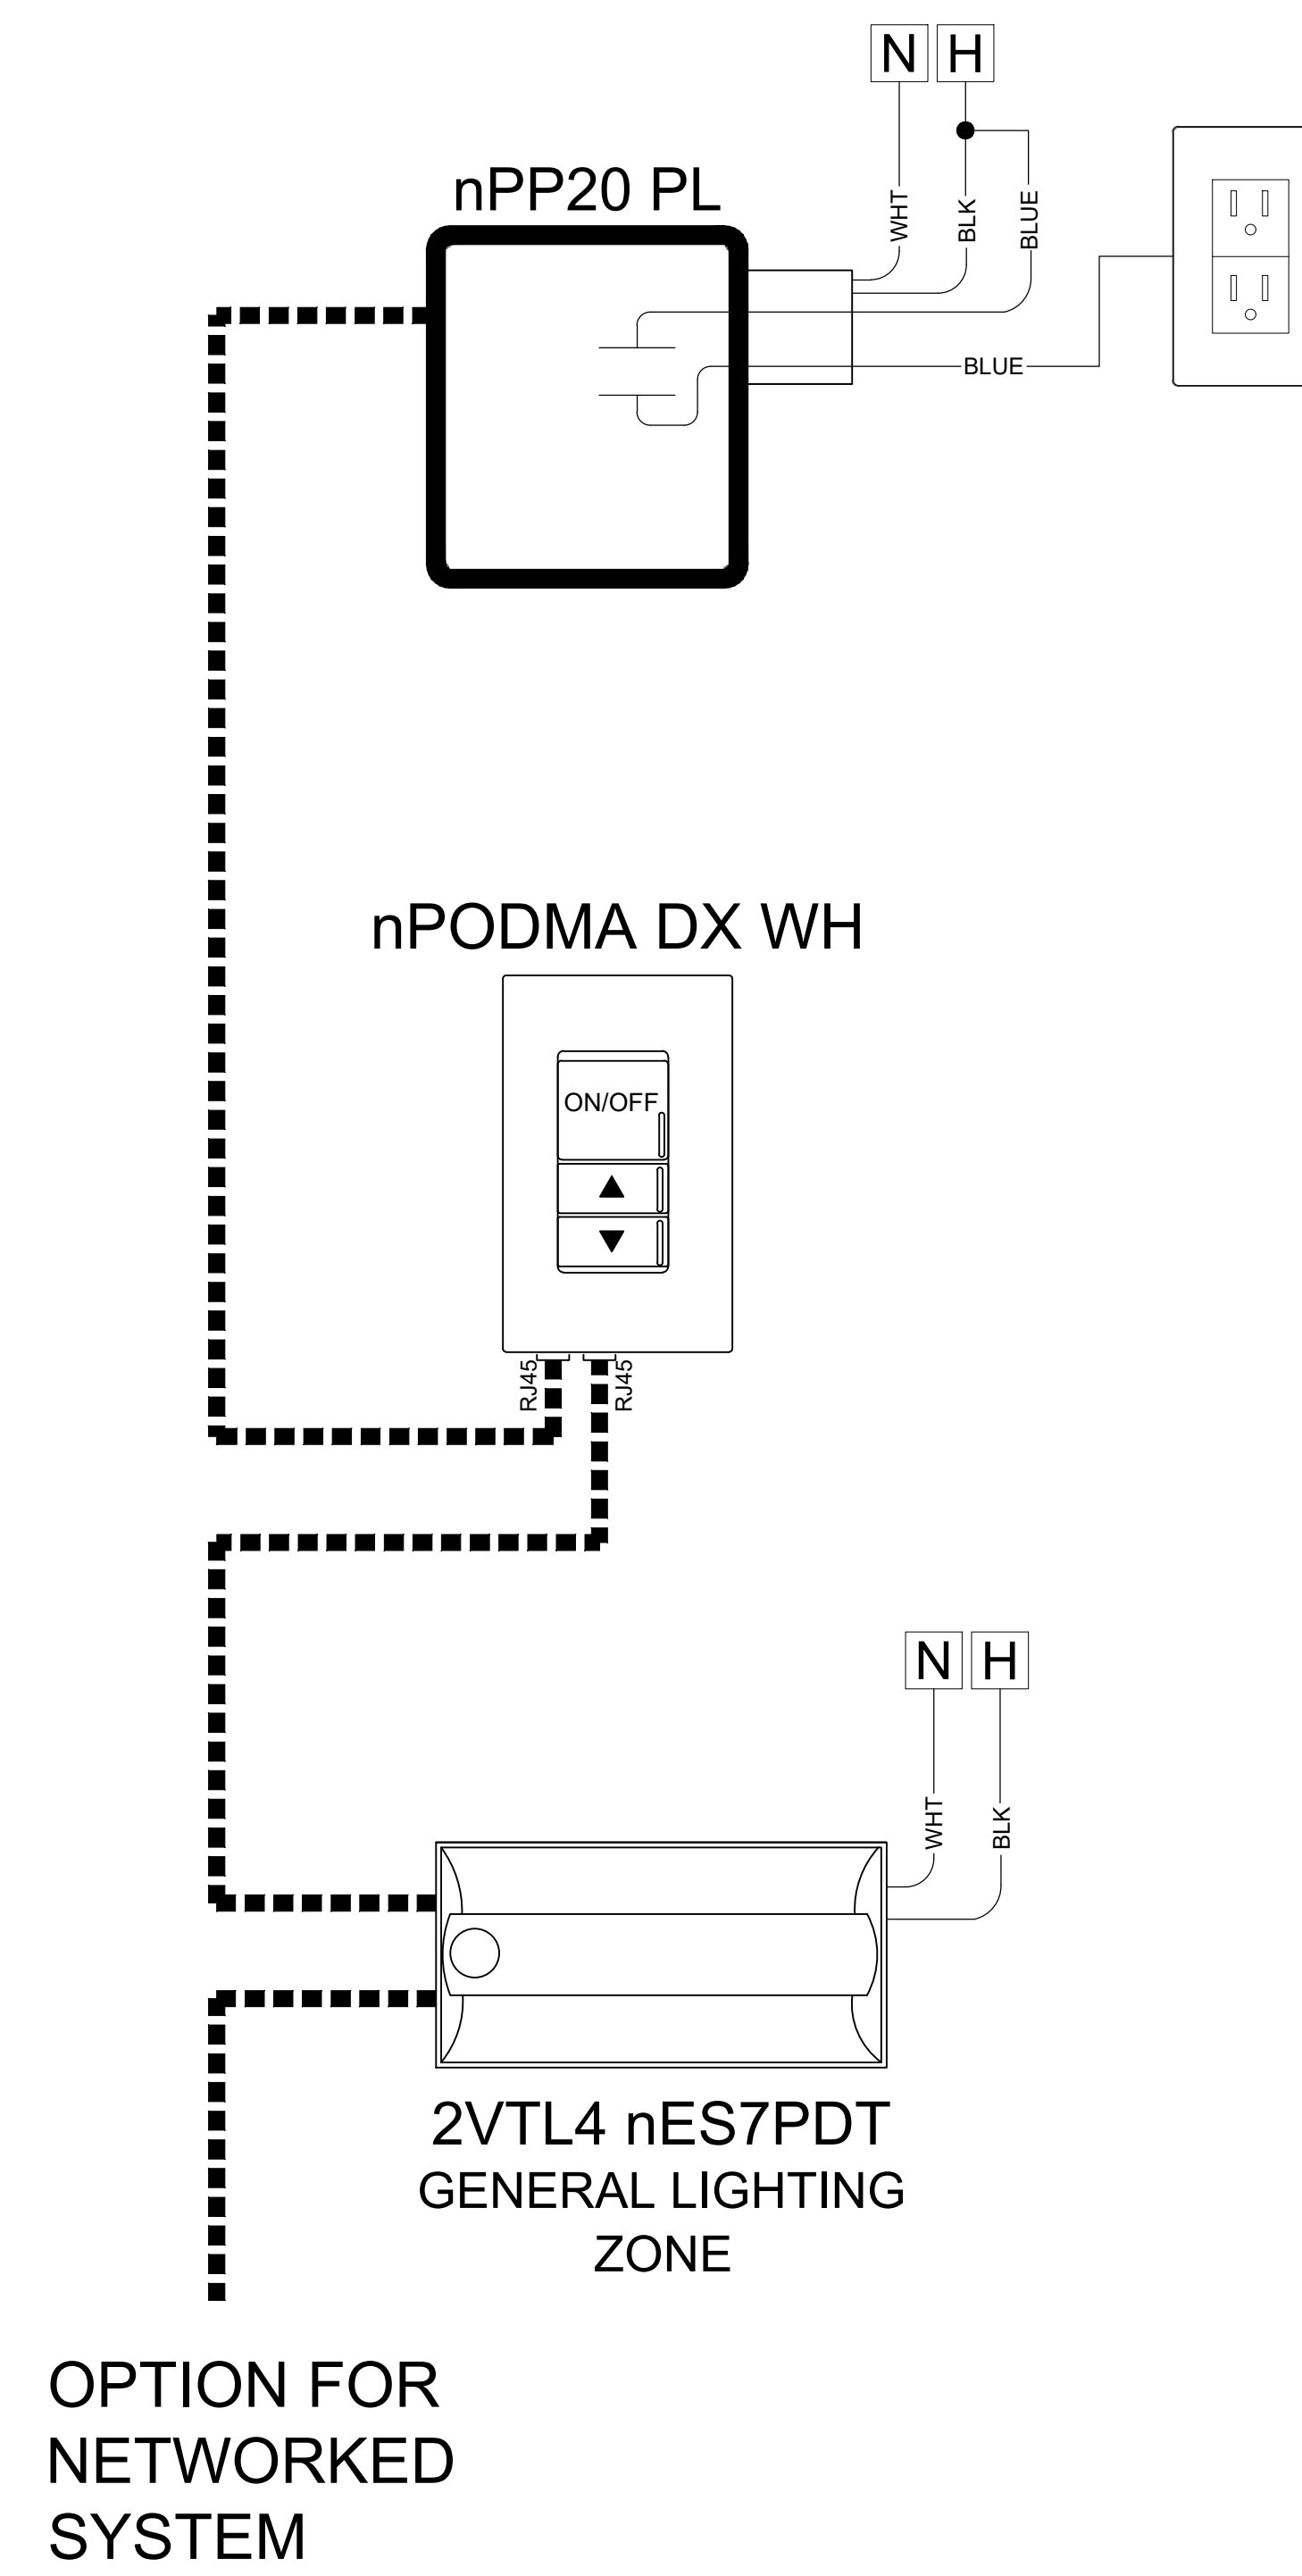 N H
nPP20 PL
WHT
BLK
BLUE
BLUE
nPODMA DX WH
ON/OFF
RJ45
RJ45
N H
WHT
BLK
2VTL4 nES7PDT
GENERAL LIGHTING
ZONE
OPTION FOR
NETWORKED
SYSTEM